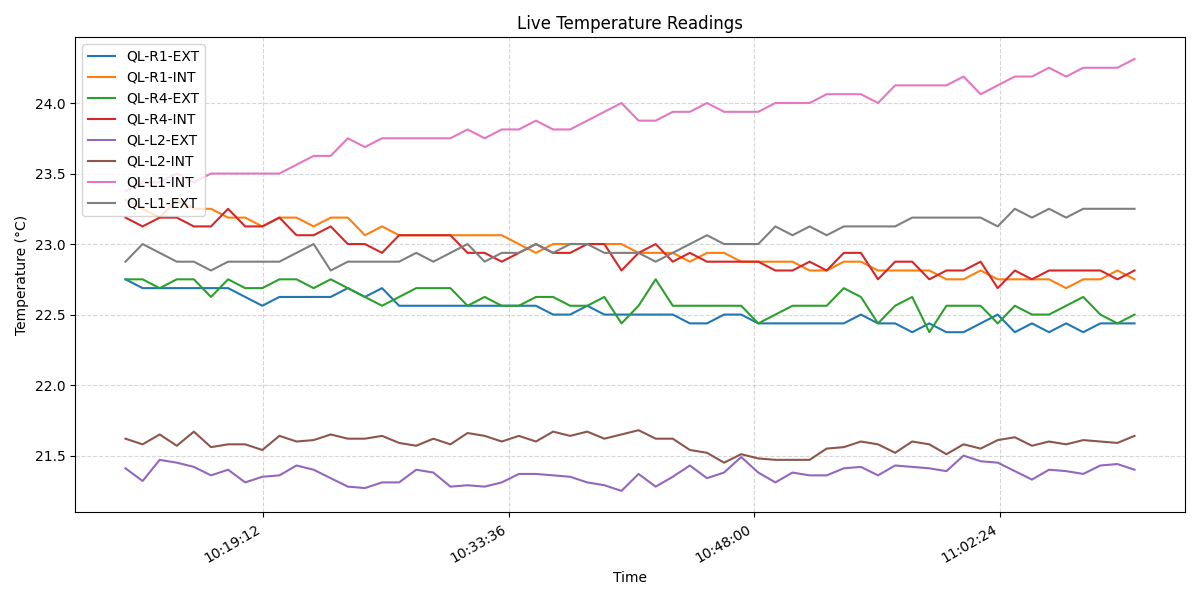 Live Temperature Readings
QL-R1-EXT
QL-R1-INT
QL-R4-EXT
QL-R4-INT
QL-L2-EXT
QL-L2-INT
QL-L1-INT
QL-L1-EXT
Temperature (°C)
24.0
23.5
23.0
22.5
22.0
21.5
10:19:12
10:33:36
10:48:00
11:02:24
Time